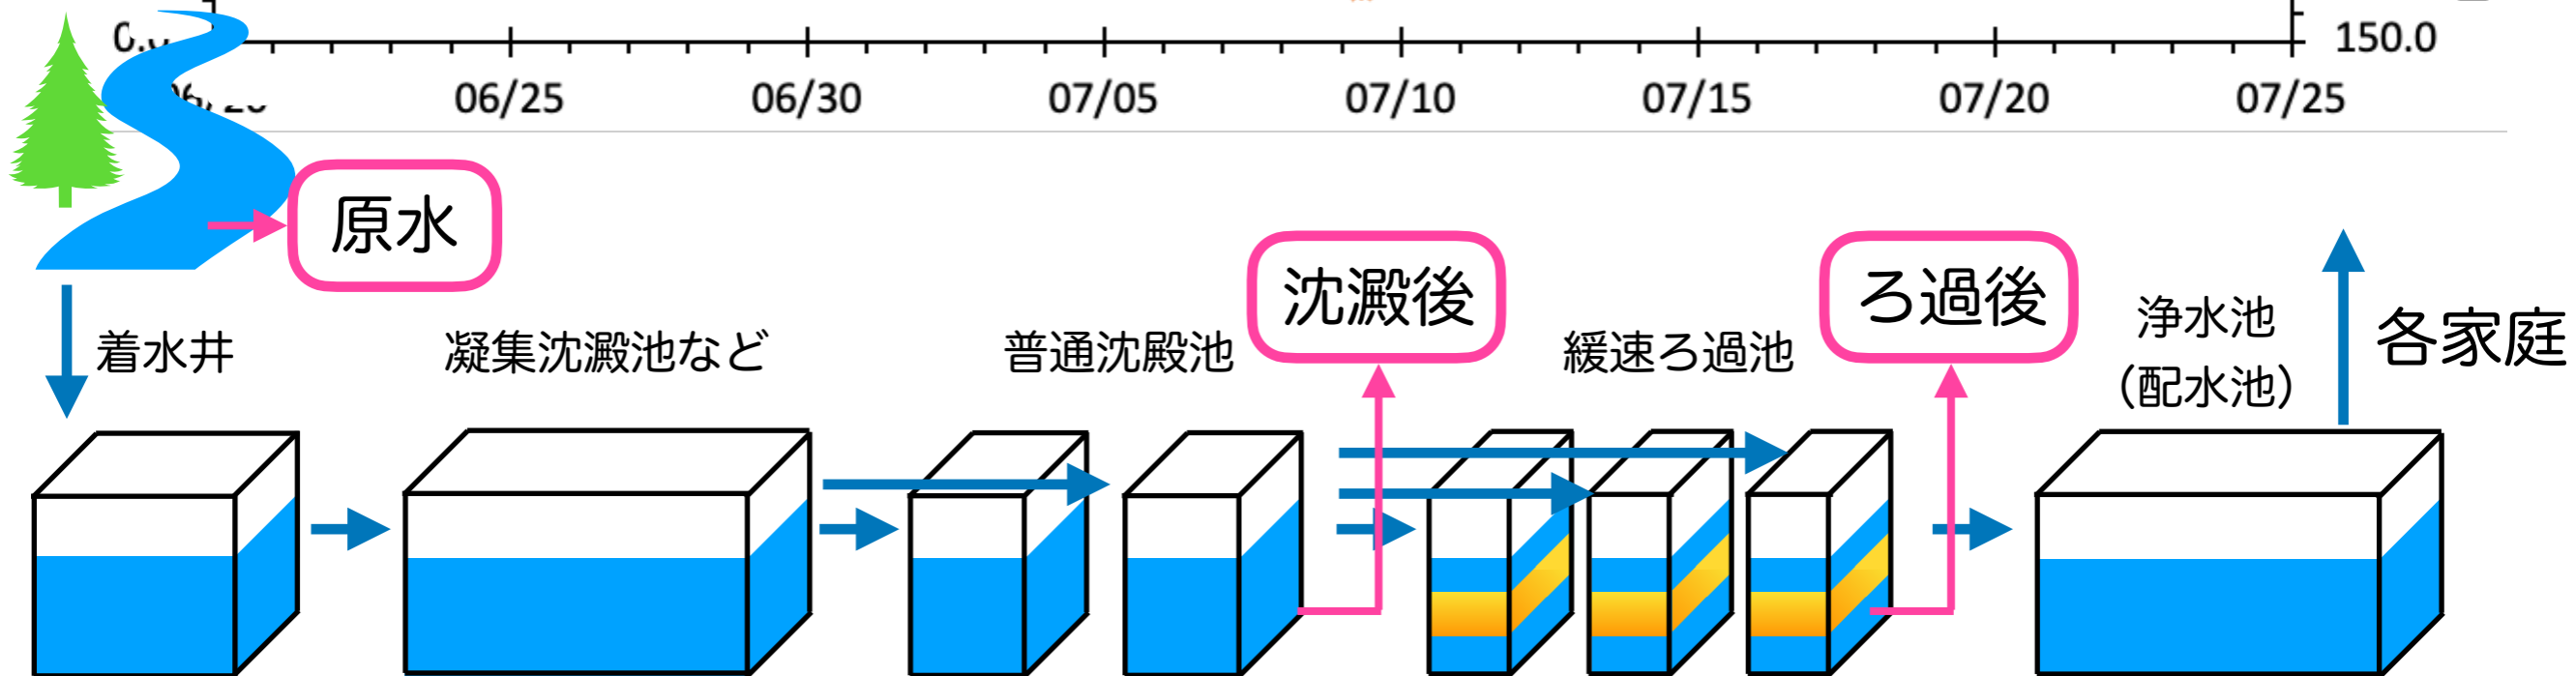 150.0
06/25 06/30 07/05 07/10 07/15 07/20 07/25
原水
沈澱後
ろ過後
着水井
凝集沈澱池など
普通沈殿池
緩速ろ過池
浄水池
（配水池）
各家庭